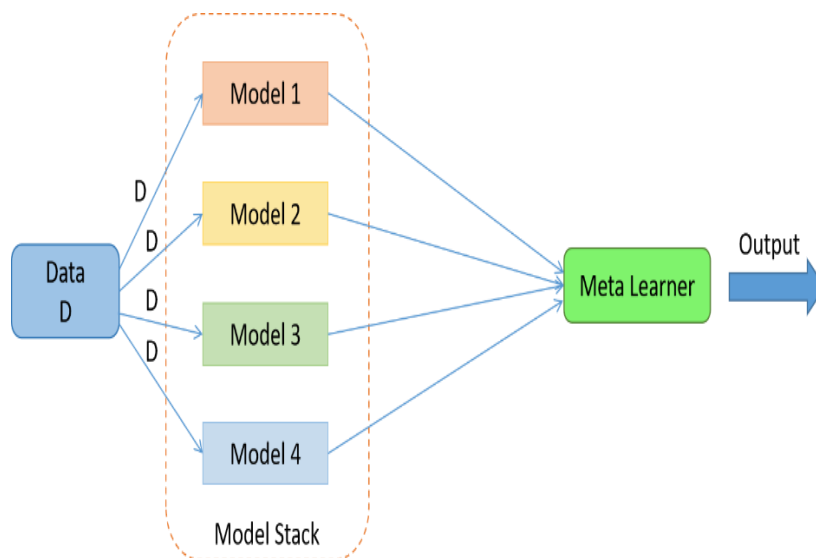 Model 1
D
Model 2
D
Data
D
D
Model 3
D
Model 4
Model Stack
Meta Learner
Output